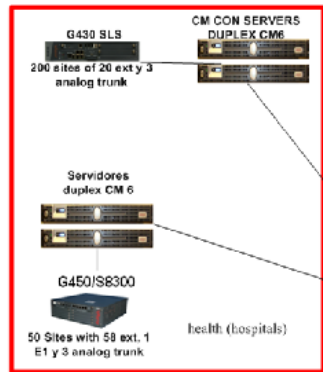 G430 SLS
200 sites of 20 ext y 3
analog trunk
CM CON SERVERS
DUPLEX CM6
Servidores
duplex CM 6
G450/S8300
50 Sites with 58 ext. 1
E1 y 3 analog trunk
health (hospitals)